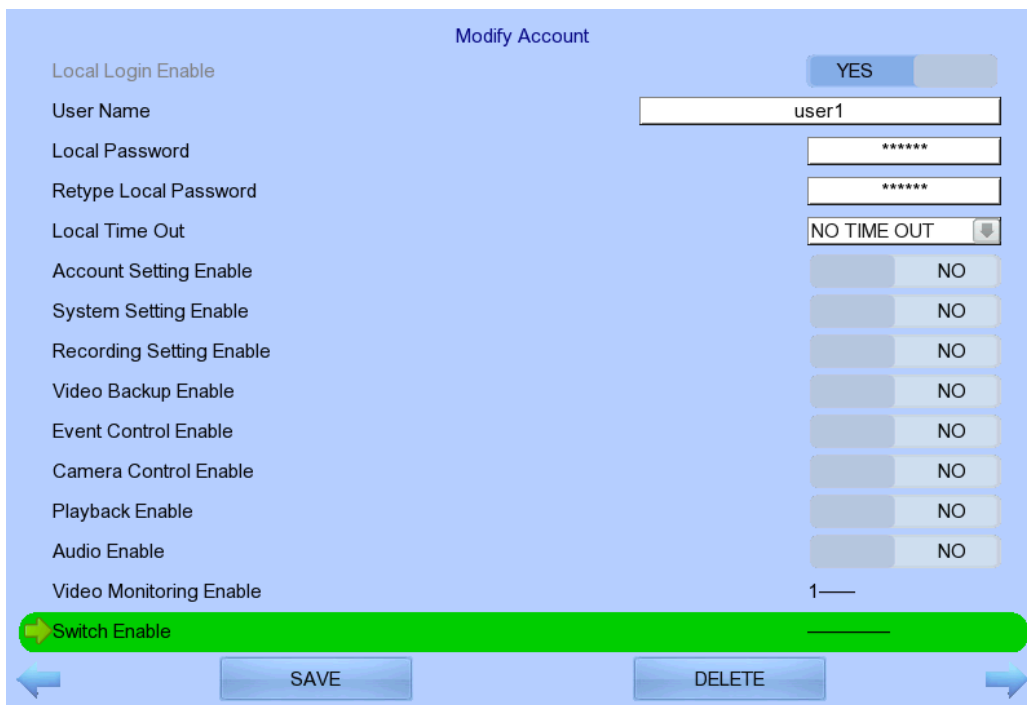 Modify Account
Local Login Enable YES
User Name user1
Local Password ******
Retype Local Password ******
Local Time Out NO TIME OUT
Account Setting Enable NO
System Setting Enable NO
Recording Setting Enable NO
Video Backup Enable NO
Event Control Enable NO
Camera Control Enable NO
Playback Enable NO
Audio Enable NO
Video Monitoring Enable 1——
Switch Enable ————
SAVE DELETE